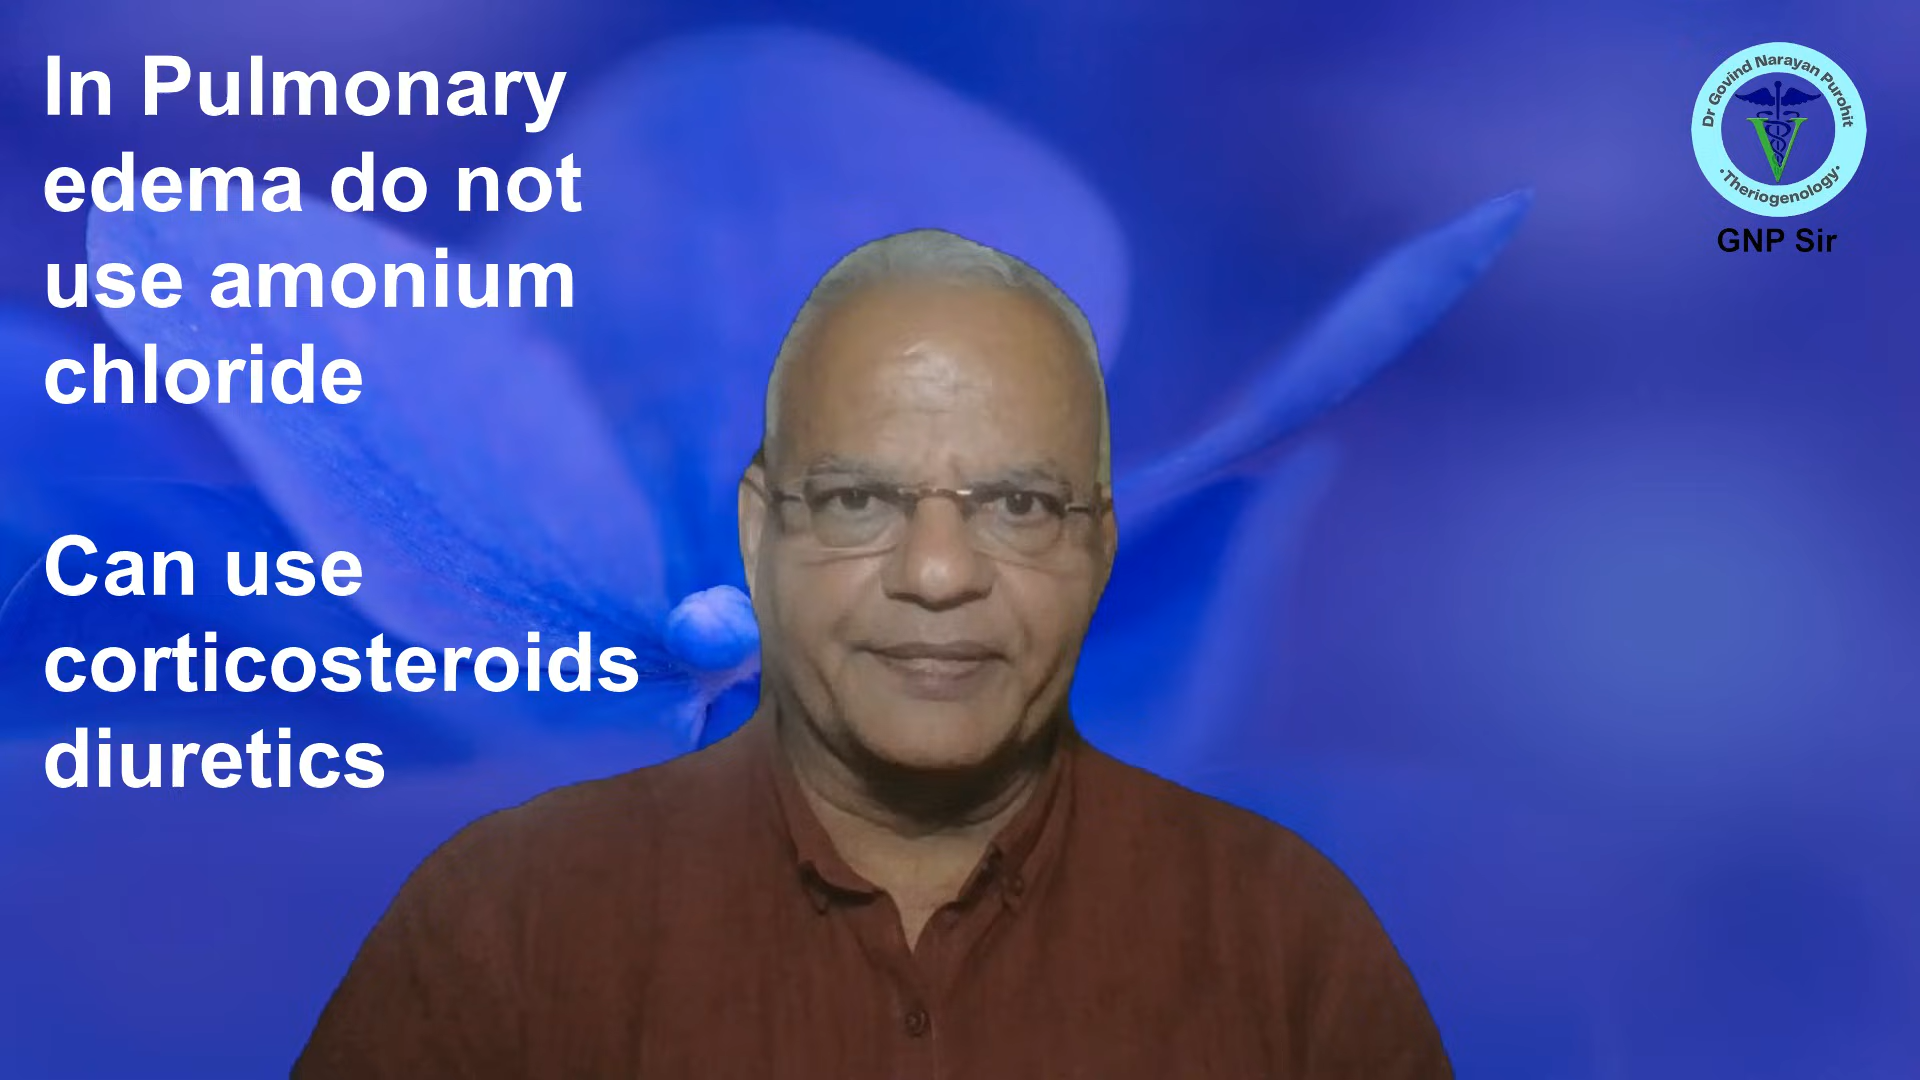 In Pulmonary
edema do not
use amonium
chloride
Can use
corticosteroids
diuretics
Dr Govind Narayan Purohit
•Theriogenology•
V
GNP Sir